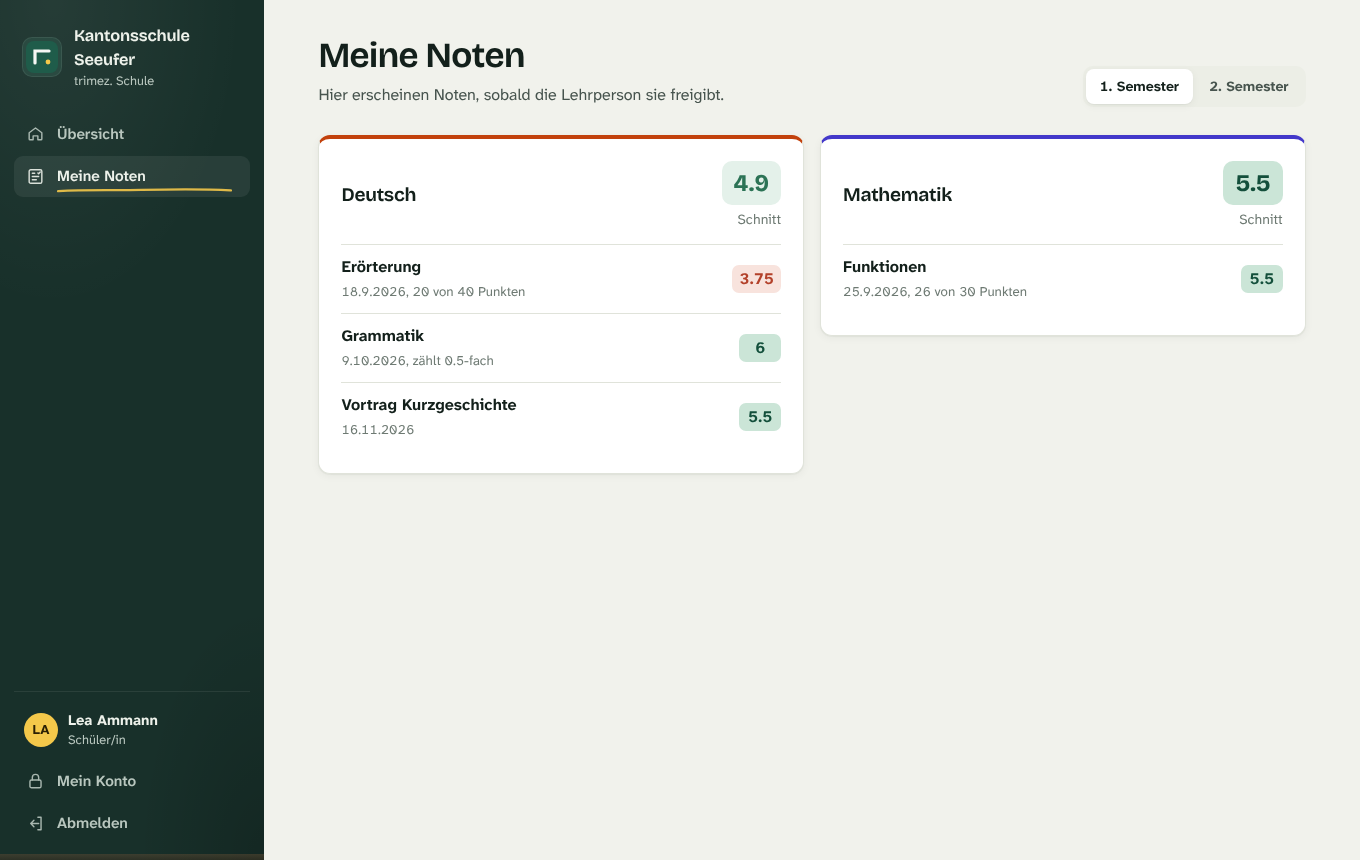 Kantonsschule
Seeufer
trimez. Schule
Übersicht
Meine Noten
Lea Ammann
LA
Schüler/in
Mein Konto
Abmelden
Meine Noten
Hier erscheinen Noten, sobald die Lehrperson sie freigibt.
1. Semester
2. Semester
Deutsch
4.9
Schnitt
Erörterung
18.9.2026, 20 von 40 Punkten
3.75
Grammatik
9.10.2026, zählt 0.5-fach
6
Vortrag Kurzgeschichte
16.11.2026
5.5
Mathematik
5.5
Schnitt
Funktionen
25.9.2026, 26 von 30 Punkten
5.5